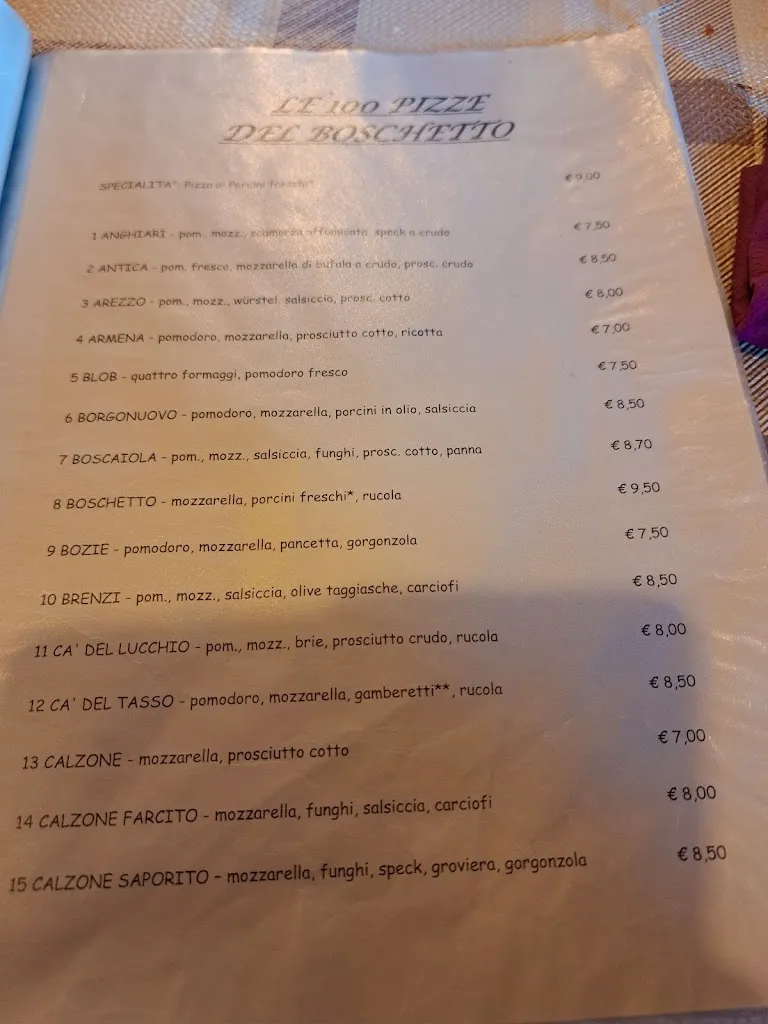 LE 100 PIZZE
DEL BOSCHETTO
SPECIALITA': Pizza ai Porcini freschi* € 9,00
1 ANGHIARI - pom., mozz., scamorza affumicata, speck a crudo € 7,50
2 ANTICA - pom. fresco, mozzarella di bufala a crudo, prosc. crudo € 8,50
3 AREZZO - pom., mozz., würstel, salsiccia, prosc. cotto € 8,00
4 ARMENA - pomodoro, mozzarella, prosciutto cotto, ricotta € 7,00
5 BLOB - quattro formaggi, pomodoro fresco € 7,50
6 BORGONUOVO - pomodoro, mozzarella, porcini in olio, salsiccia € 8,50
7 BOSCAIOLA - pom., mozz., salsiccia, funghi, prosc. cotto, panna € 8,70
8 BOSCHETTO - mozzarella, porcini freschi*, rucola € 9,50
9 BOZIE - pomodoro, mozzarella, pancetta, gorgonzola € 7,50
10 BRENZI - pom., mozz., salsiccia, olive taggiasche, carciofi € 8,50
11 CA' DEL LUCCHIO - pom., mozz., brie, prosciutto crudo, rucola € 8,00
12 CA' DEL TASSO - pomodoro, mozzarella, gamberetti**, rucola € 8,50
13 CALZONE - mozzarella, prosciutto cotto € 7,00
14 CALZONE FARCITO - mozzarella, funghi, salsiccia, carciofi € 8,00
15 CALZONE SAPORITO - mozzarella, funghi, speck, groviera, gorgonzola € 8,50